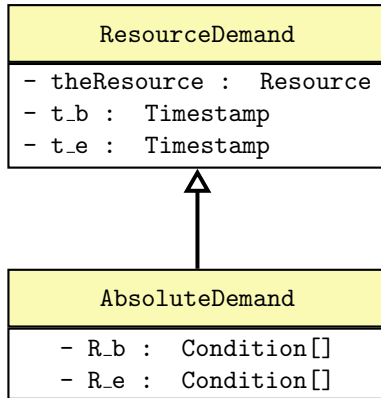 ResourceDemand
- theResource : Resource
- t_b : Timestamp
- t_e : Timestamp
AbsoluteDemand
- R_b : Condition[]
- R_e : Condition[]